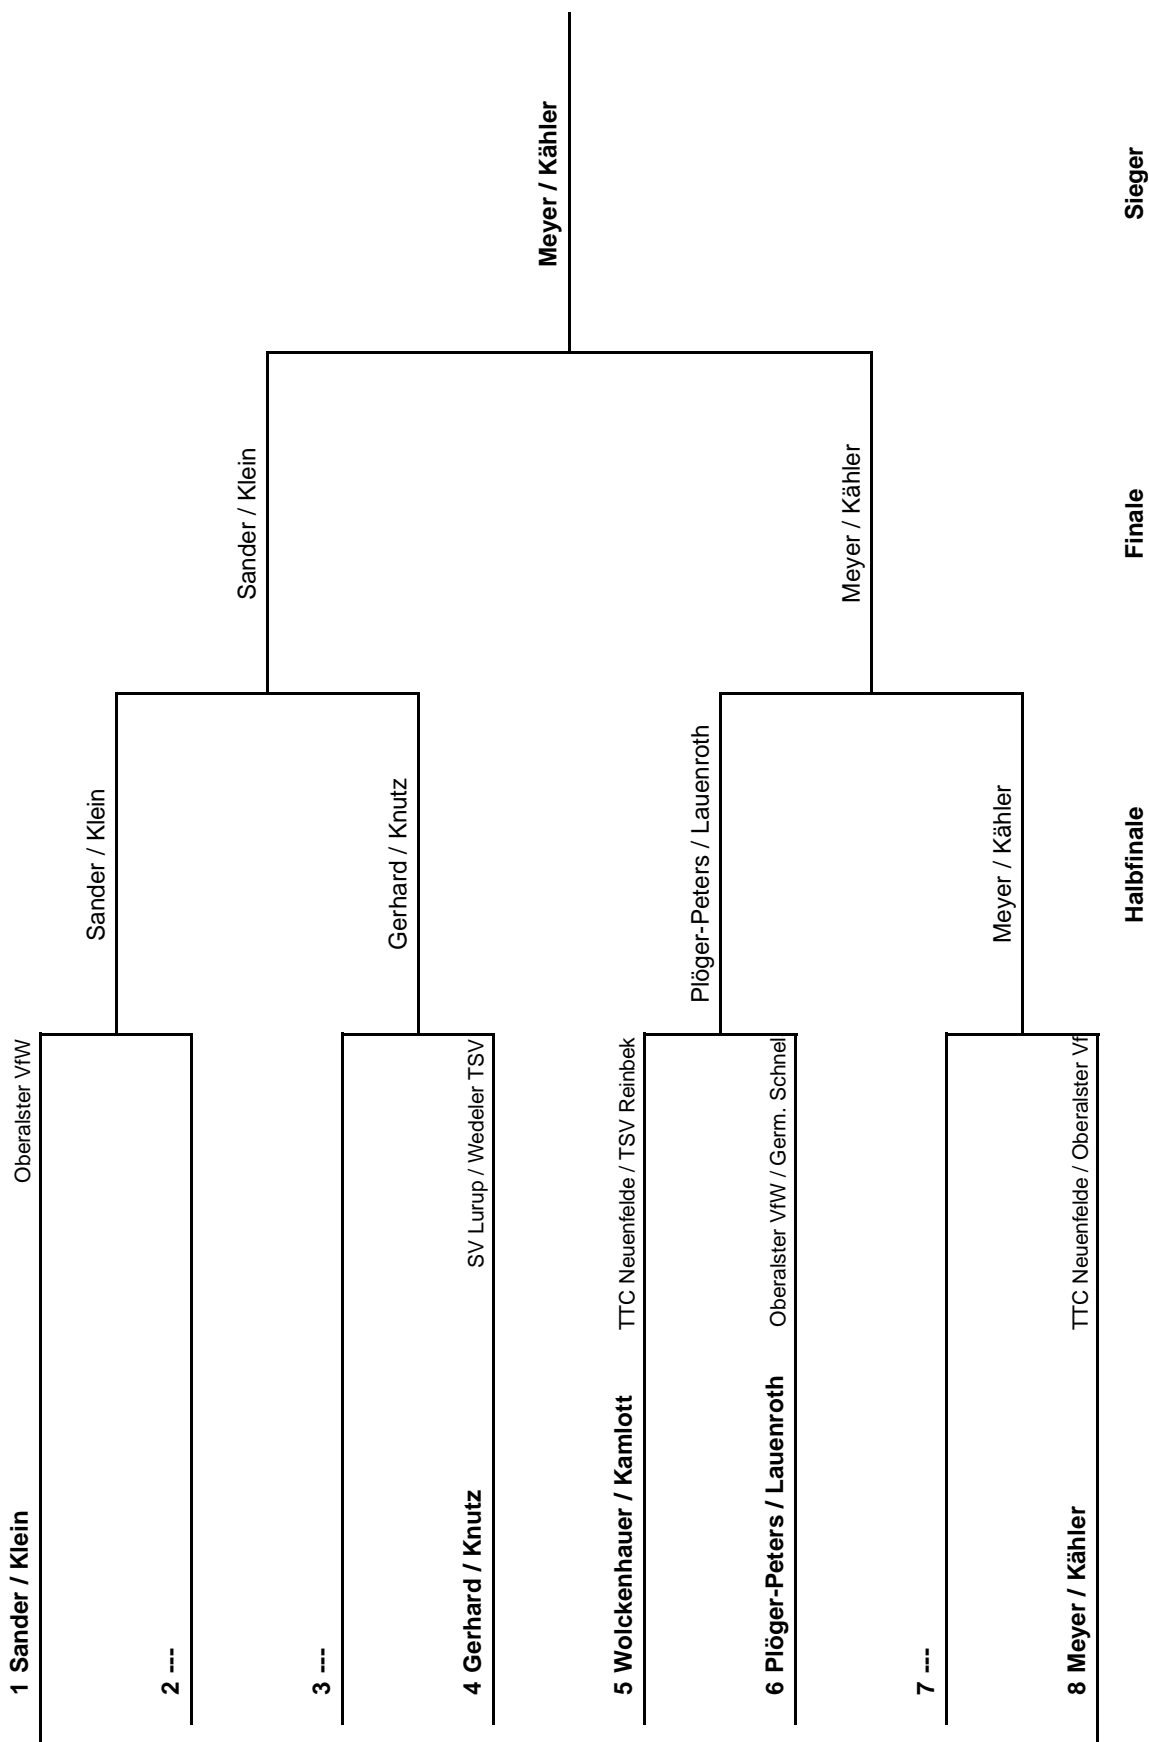 1 Sander / Klein Oberalster VfW
2 ---
3 ---
4 Gerhard / Knutz SV Lurup / Wedeler TSV
5 Wolckenhauer / Kamlott TTC Neuenfelde / TSV Reinbek
6 Plöger-Peters / Lauenroth Oberalster VfW / Germ. Schnel
7 ---
8 Meyer / Kähler TTC Neuenfelde / Oberalster Vf
Sander / Klein
Gerhard / Knutz
Plöger-Peters / Lauenroth
Meyer / Kähler
Halbfinale
Sander / Klein
Meyer / Kähler
Finale
Meyer / Kähler
Sieger